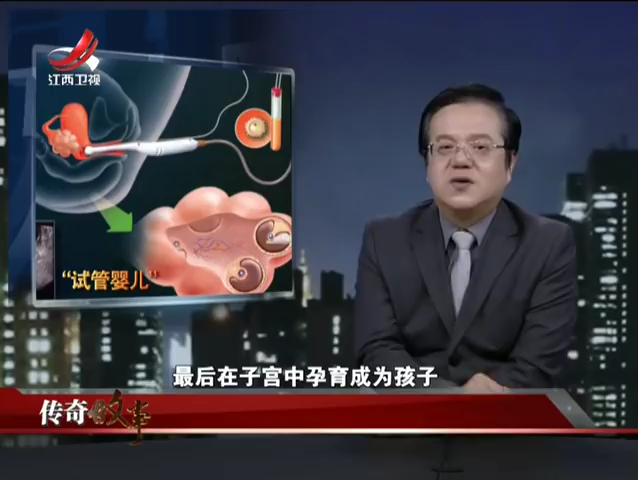 江西卫视
“试管婴儿”
最后在子宫中孕育成为孩子
传奇故事